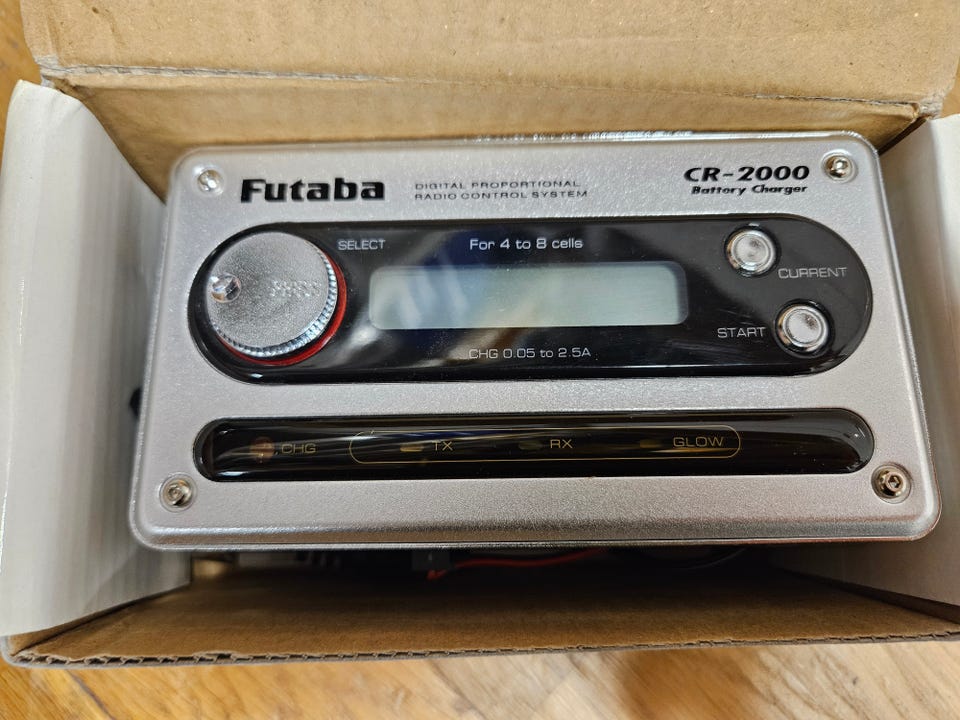 Futaba
DIGITAL PROPORTIONAL
RADIO CONTROL SYSTEM
CR-2000
Battery Charger
SELECT
For 4 to 8 cells
CURRENT
START
CHG 0.05 to 2.5A
CHG
TX
RX
GLOW